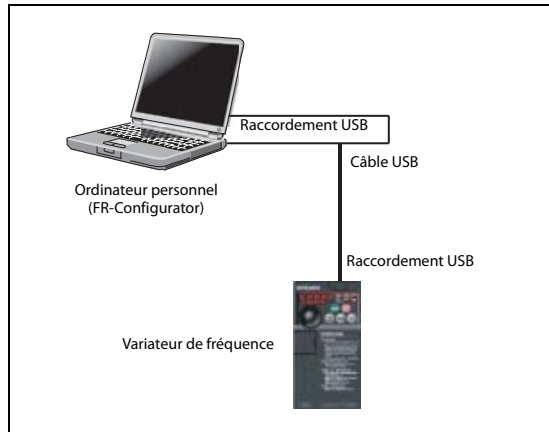 Raccordement USB
Câble USB
Ordinateur personnel
(FR-Configurator)
Raccordement USB
Variateur de fréquence